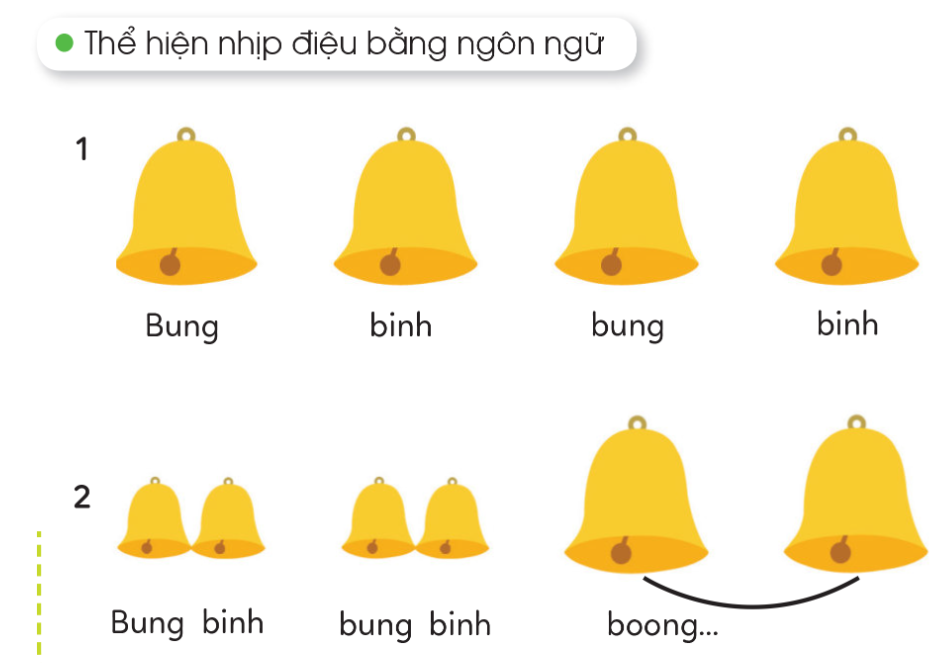 Thể hiện nhịp điệu bằng ngôn ngữ
1
Bung binh bung binh
2
Bung binh bung binh boong...